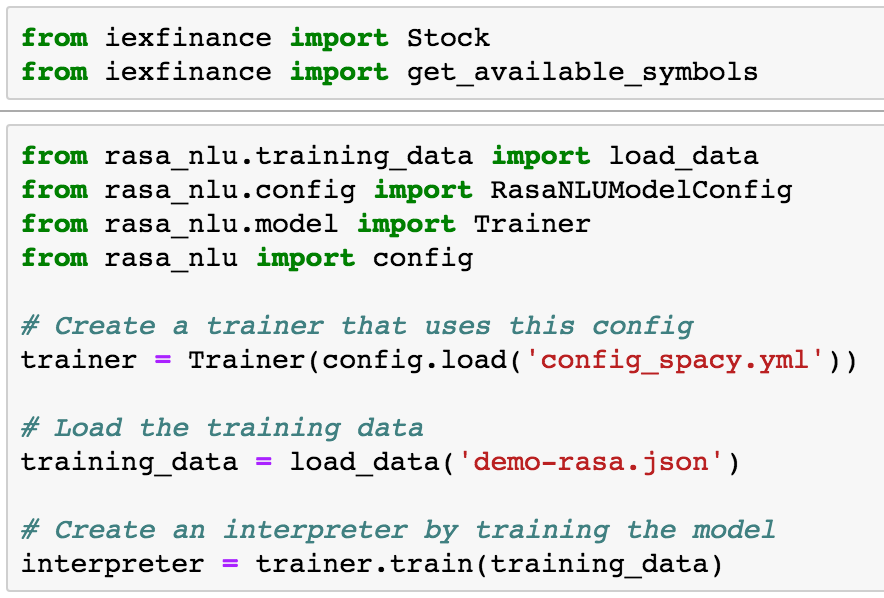 from iexfinance import Stock
from iexfinance import get_available_symbols
from rasa_nlu.training_data import load_data
from rasa_nlu.config import RasaNLUModelConfig
from rasa_nlu.model import Trainer
from rasa_nlu import config
# Create a trainer that uses this config
trainer = Trainer(config.load('config_spacy.yml'))
# Load the training data
training_data = load_data('demo-rasa.json')
# Create an interpreter by training the model
interpreter = trainer.train(training_data)